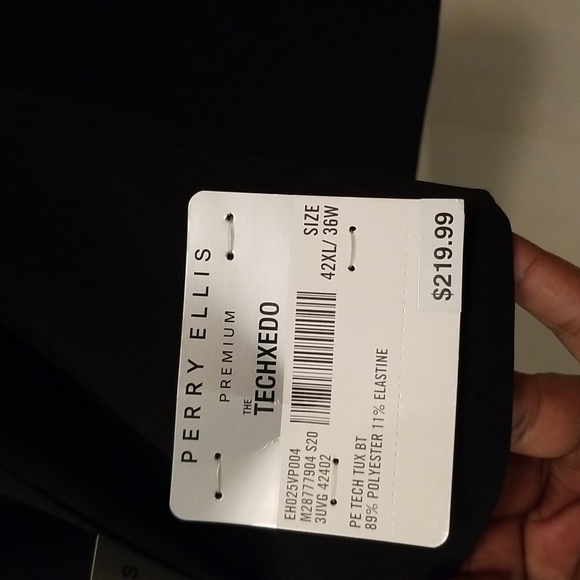 PERRY ELLIS
PREMIUM
THE
TECHXEDO
SIZE
42XL/ 36W
EH025VP004
M28777904 S20
3UVG 42402
PE TECH TUX BT
89% POLYESTER 11% ELASTINE
$219.99
S